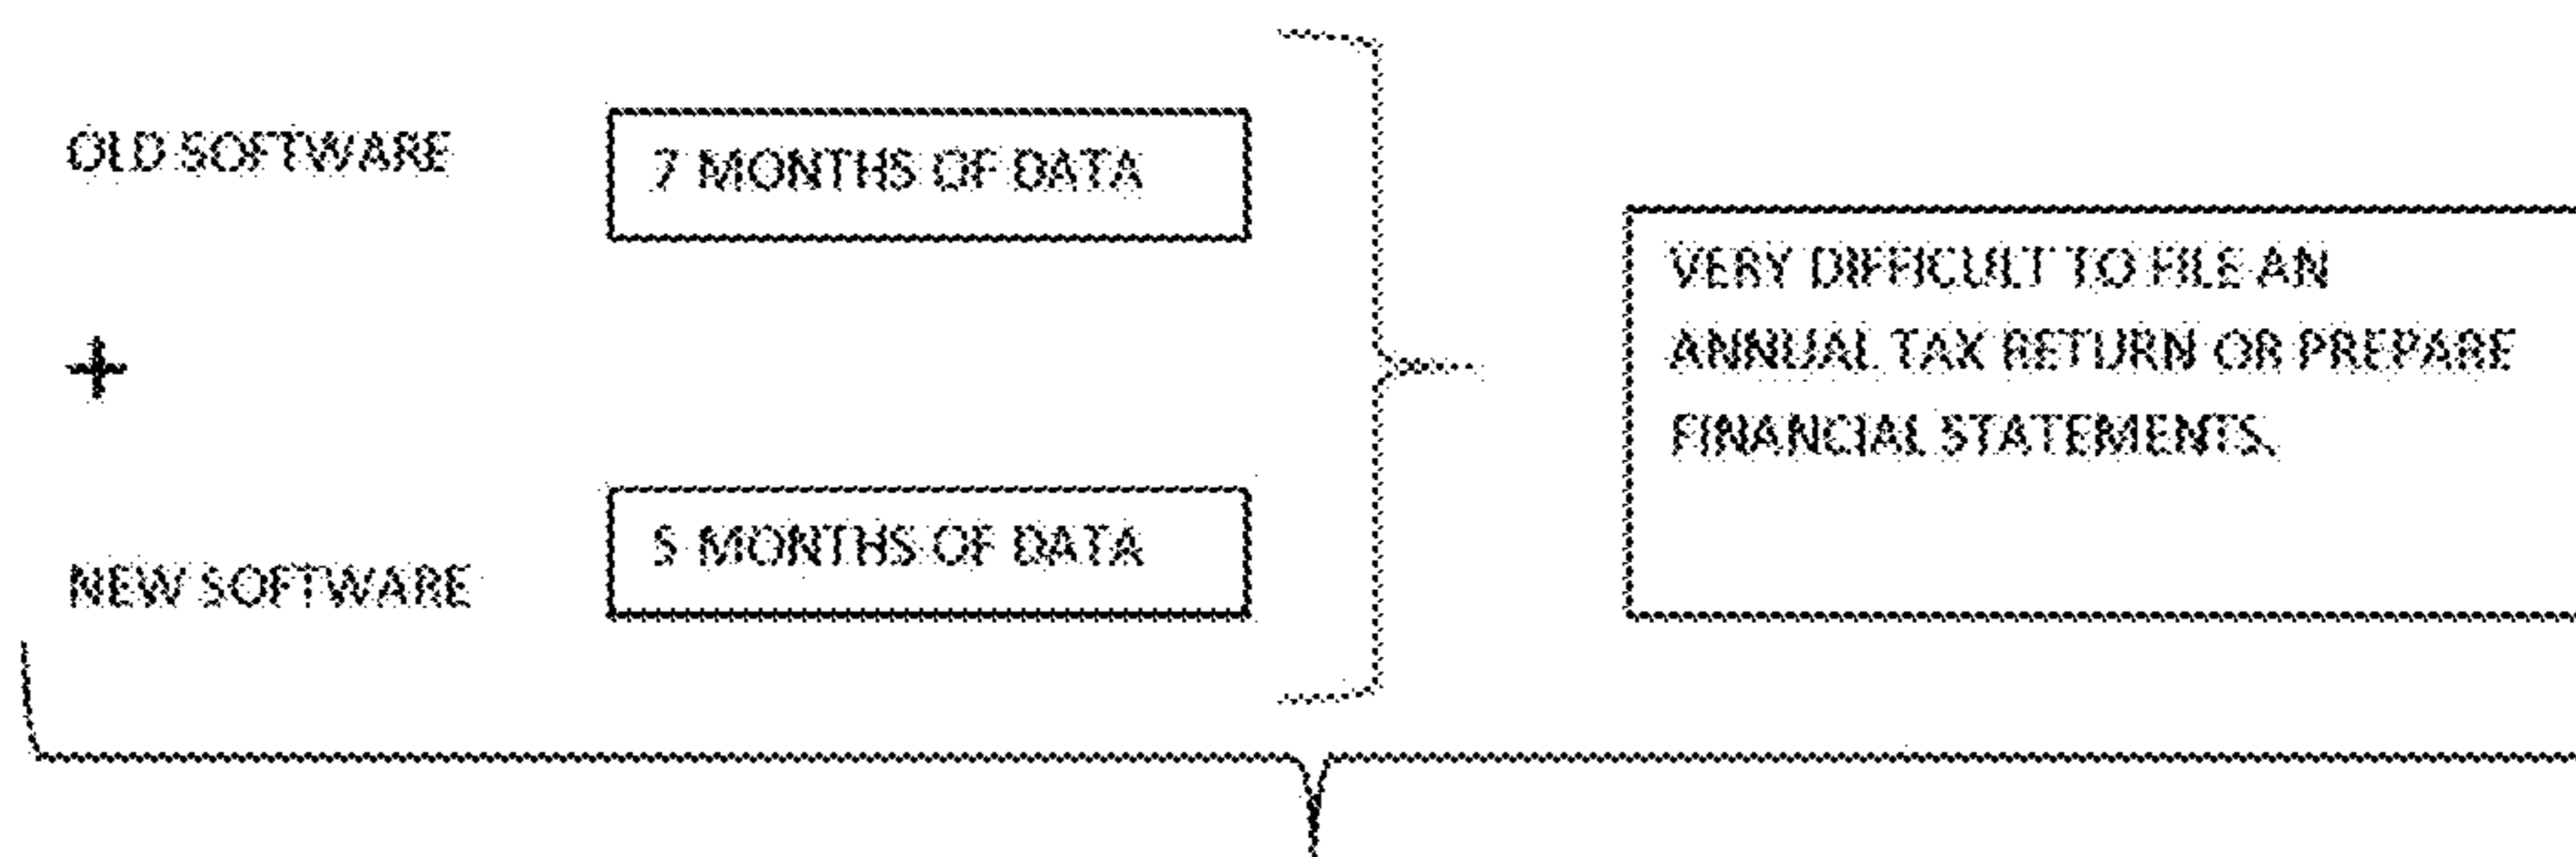 OLD SOFTWARE
7 MONTHS OF DATA
+
NEW SOFTWARE
5 MONTHS OF DATA
VERY DIFFICULT TO FILE AN
ANNUAL TAX RETURN OR PREPARE
FINANCIAL STATEMENTS.